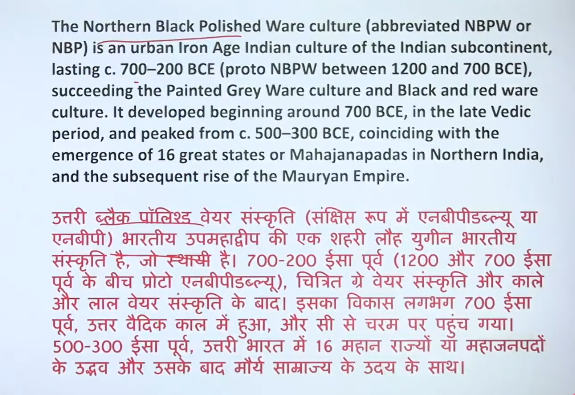 The Northern Black Polished Ware culture (abbreviated NBPW or
NBP) is an urban Iron Age Indian culture of the Indian subcontinent,
lasting c. 700–200 BCE (proto NBPW between 1200 and 700 BCE),
succeeding the Painted Grey Ware culture and Black and red ware
culture. It developed beginning around 700 BCE, in the late Vedic
period, and peaked from c. 500–300 BCE, coinciding with the
emergence of 16 great states or Mahajanapadas in Northern India,
and the subsequent rise of the Mauryan Empire.
उत्तरी ब्लैक पॉलिश्ड वेयर संस्कृति (संक्षिप्त रूप में एनबीपीडब्ल्यू या
एनबीपी) भारतीय उपमहाद्वीप की एक शहरी लौह युगीन भारतीय
संस्कृति है, जो स्थायी है। 700-200 ईसा पूर्व (1200 और 700 ईसा
पूर्व के बीच प्रोटो एनबीपीडब्ल्यू), चित्रित ग्रे वेयर संस्कृति और काले
और लाल वेयर संस्कृति के बाद। इसका विकास लगभग 700 ईसा
पूर्व, उत्तर वैदिक काल में हुआ, और सी से चरम पर पहुंच गया।
500-300 ईसा पूर्व, उत्तरी भारत में 16 महान राज्यों या महाजनपदों
के उद्भव और उसके बाद मौर्य साम्राज्य के उदय के साथ।